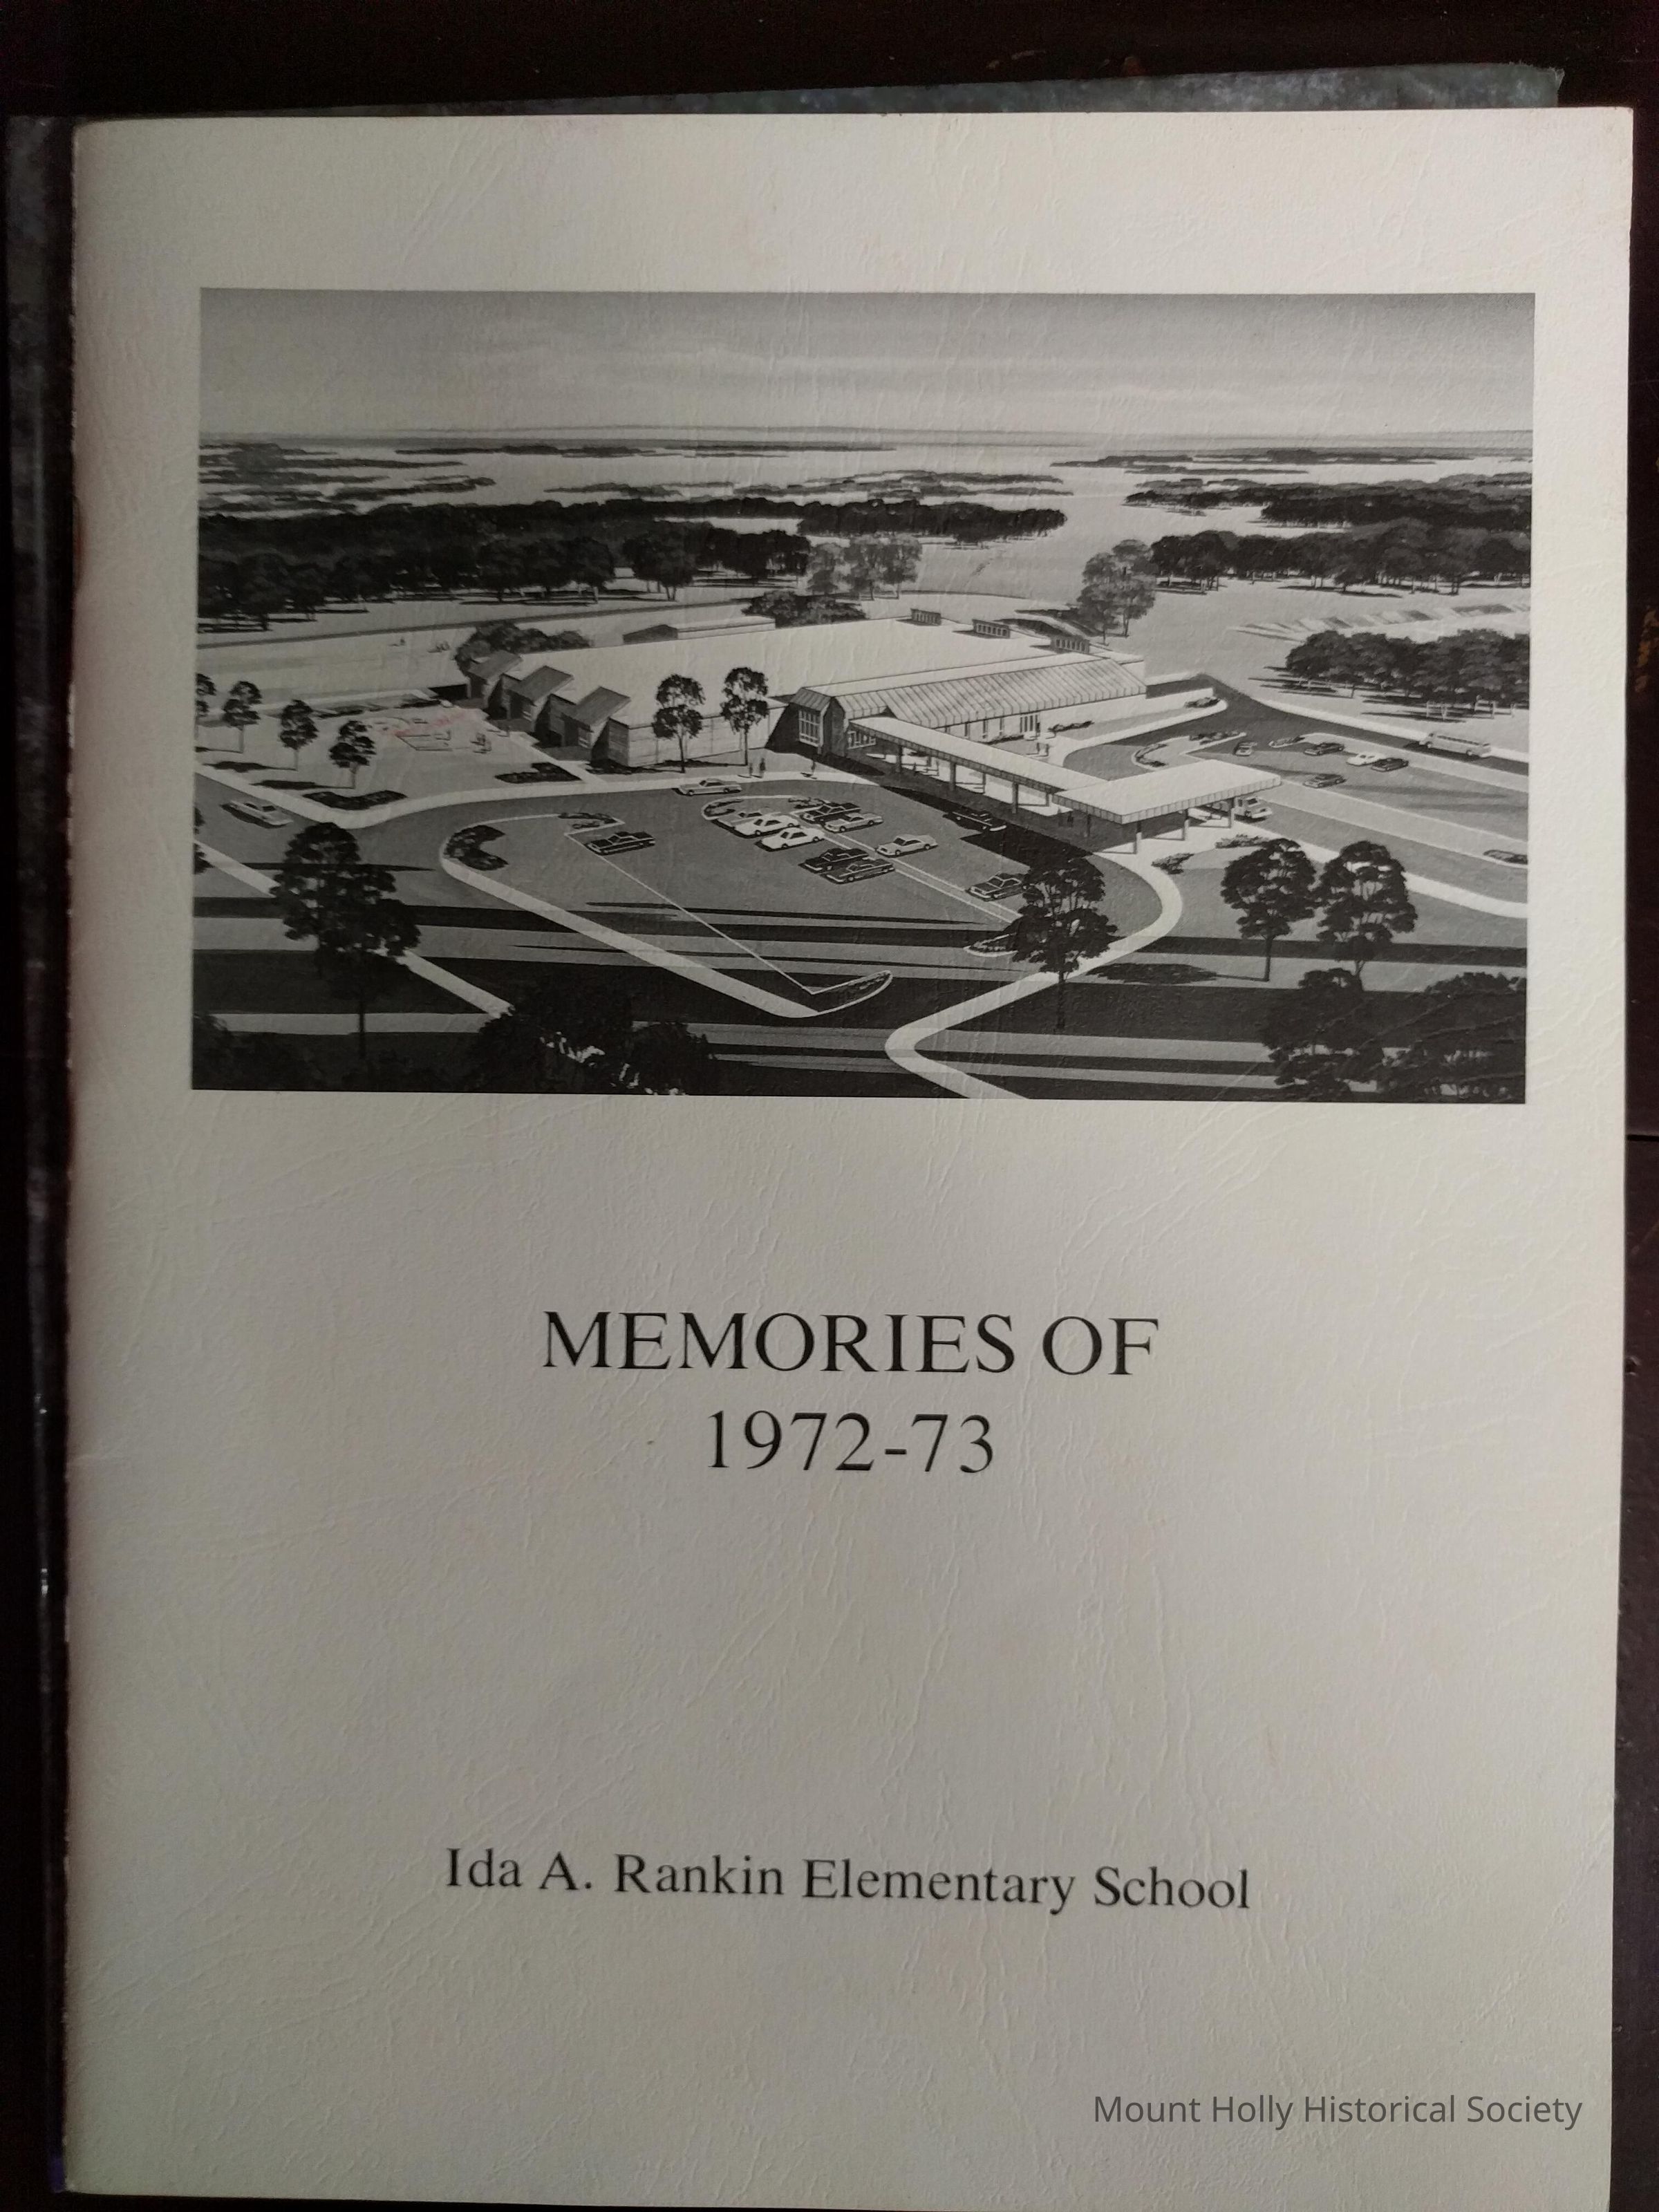 MEMORIES OF
1972-73
Ida A. Rankin Elementary School
Mount Holly Historical Society